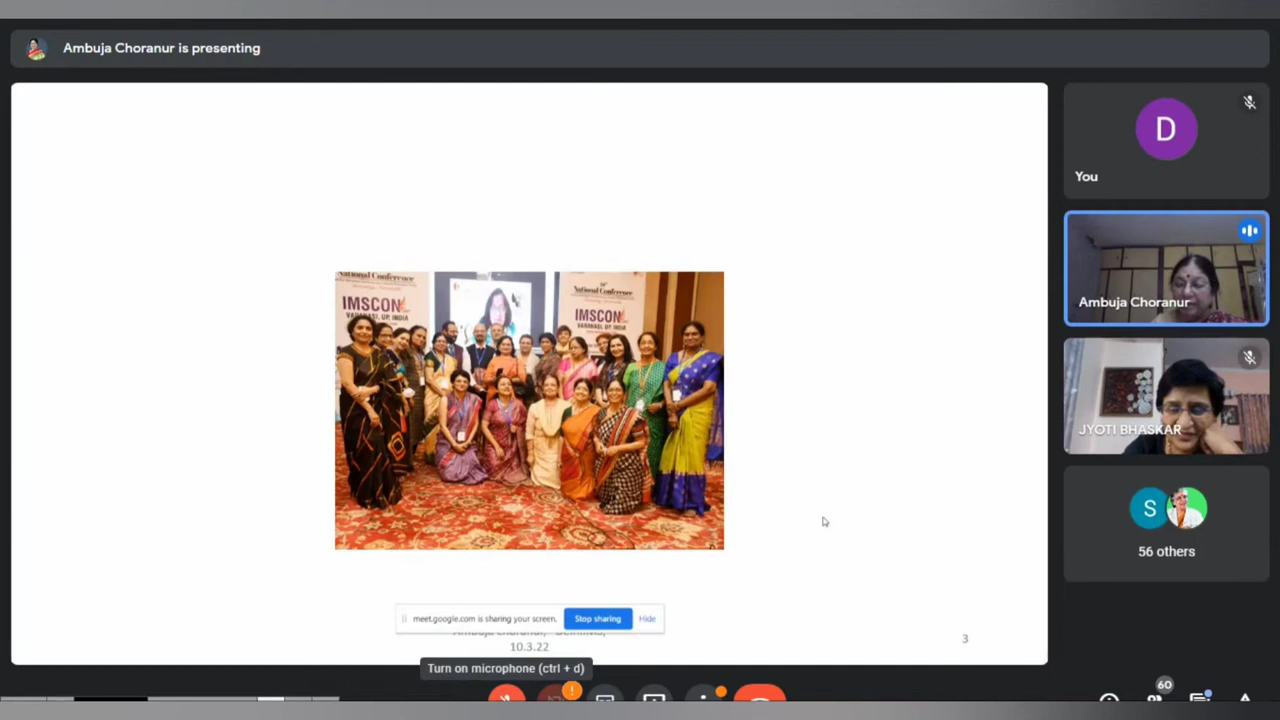 Ambuja Choranur is presenting
D
You
Ambuja Choranur
JYOTI BHASKAR
S
56 others
National Conference
IMSCON
VARANASI, UP, INDIA
National Conference
IMSCON
VARANASI, UP, INDIA
meet.google.com is sharing your screen.
Stop sharing
Hide
10.3.22
3
Turn on microphone (ctrl + d)
60